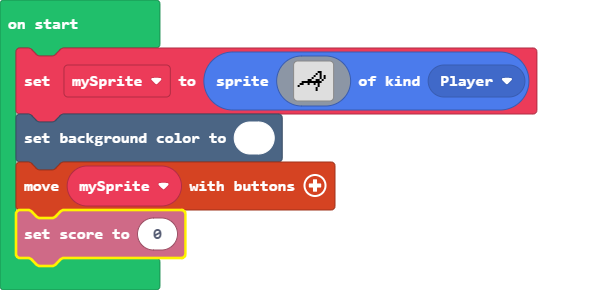 on start
set mySprite to sprite of kind Player
set background color to
move mySprite with buttons
set score to 0